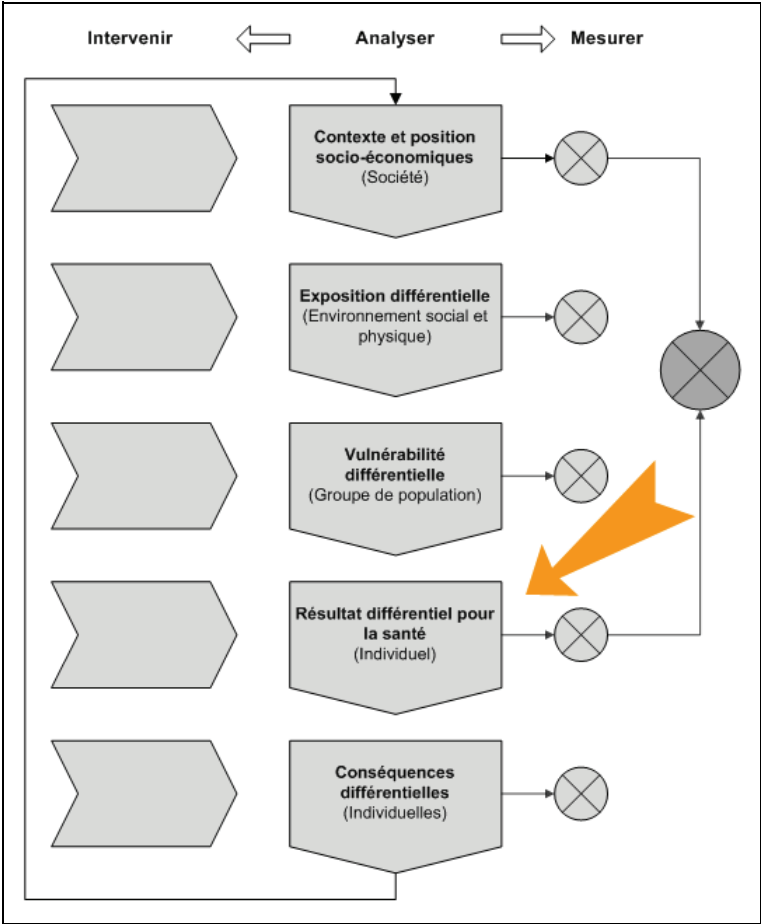 Intervenir Analyser Mesurer
Contexte et position
socio-économiques
(Société)
Exposition différentielle
(Environnement social et
physique)
Vulnérabilité
différentielle
(Groupe de population)
Résultat différentiel pour
la santé
(Individuel)
Conséquences
différentielles
(Individuelles)